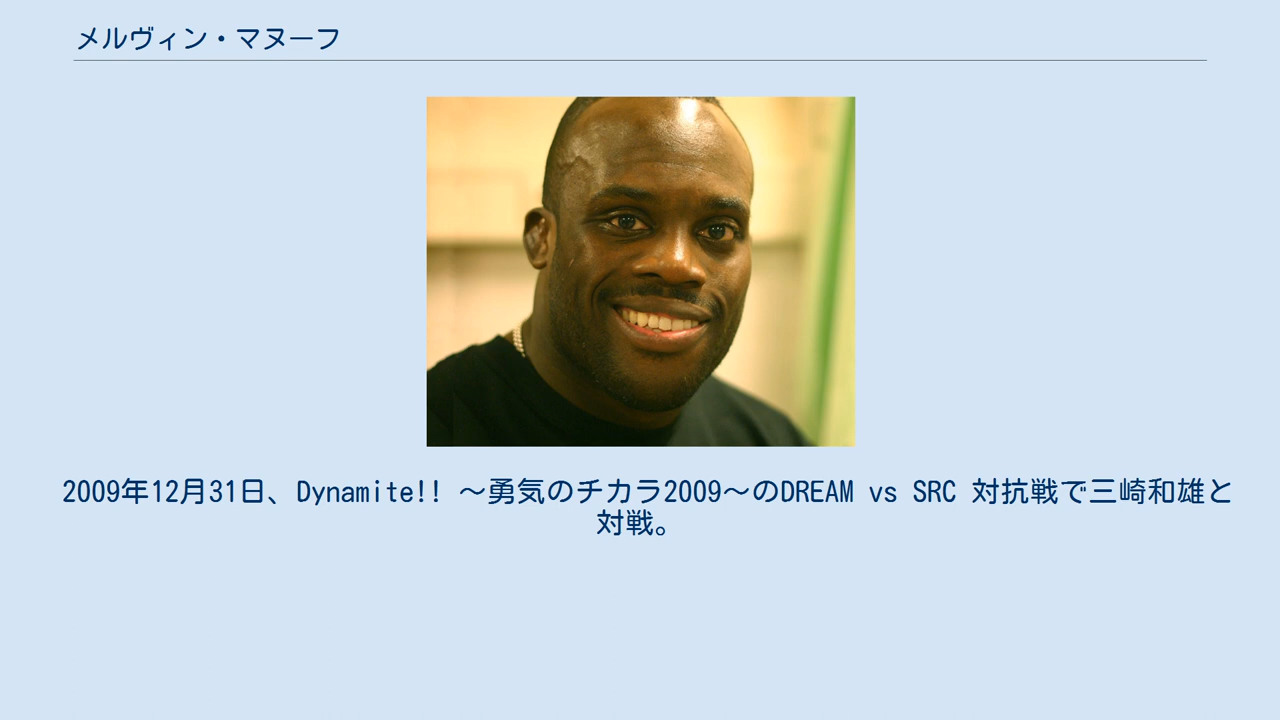 メルヴィン・マヌーフ
2009年12月31日、Dynamite!! ～勇気のチカラ2009～のDREAM vs SRC 対抗戦で三崎和雄と
対戦。